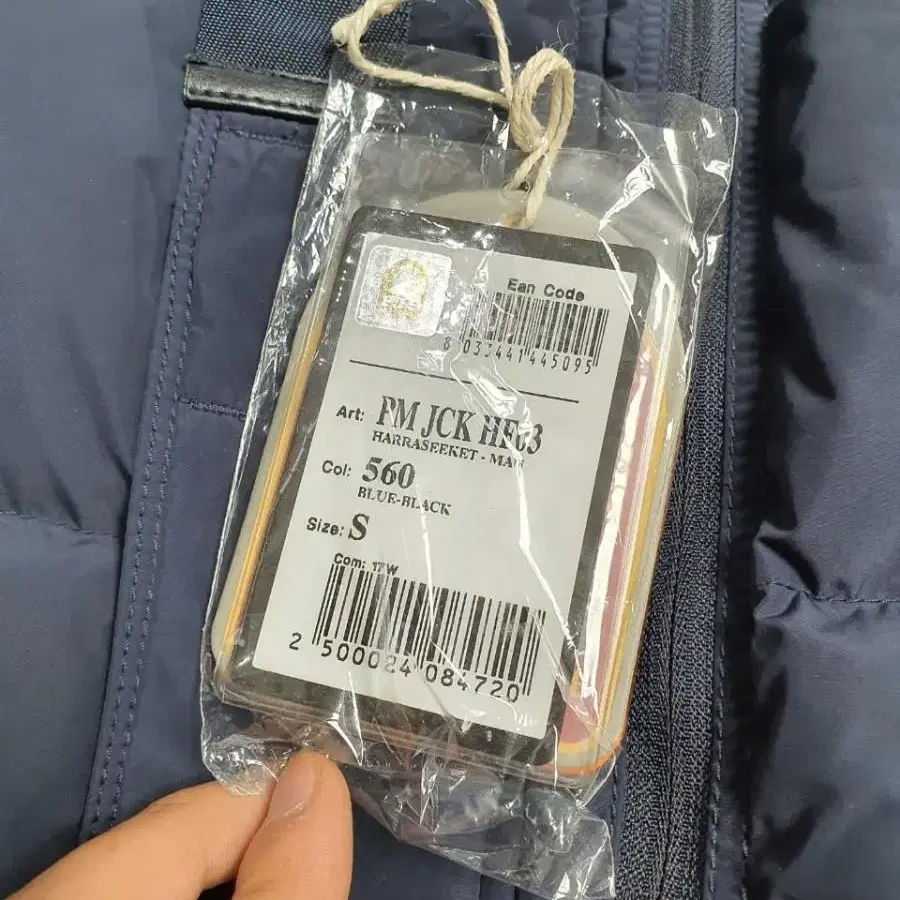 Ean Code
8 033441 445095
Art: PM JCK HF03
HARRASEEKET - MAN
Col: 560
BLUE-BLACK
Size: S
Com: 17W
2 500024 084720